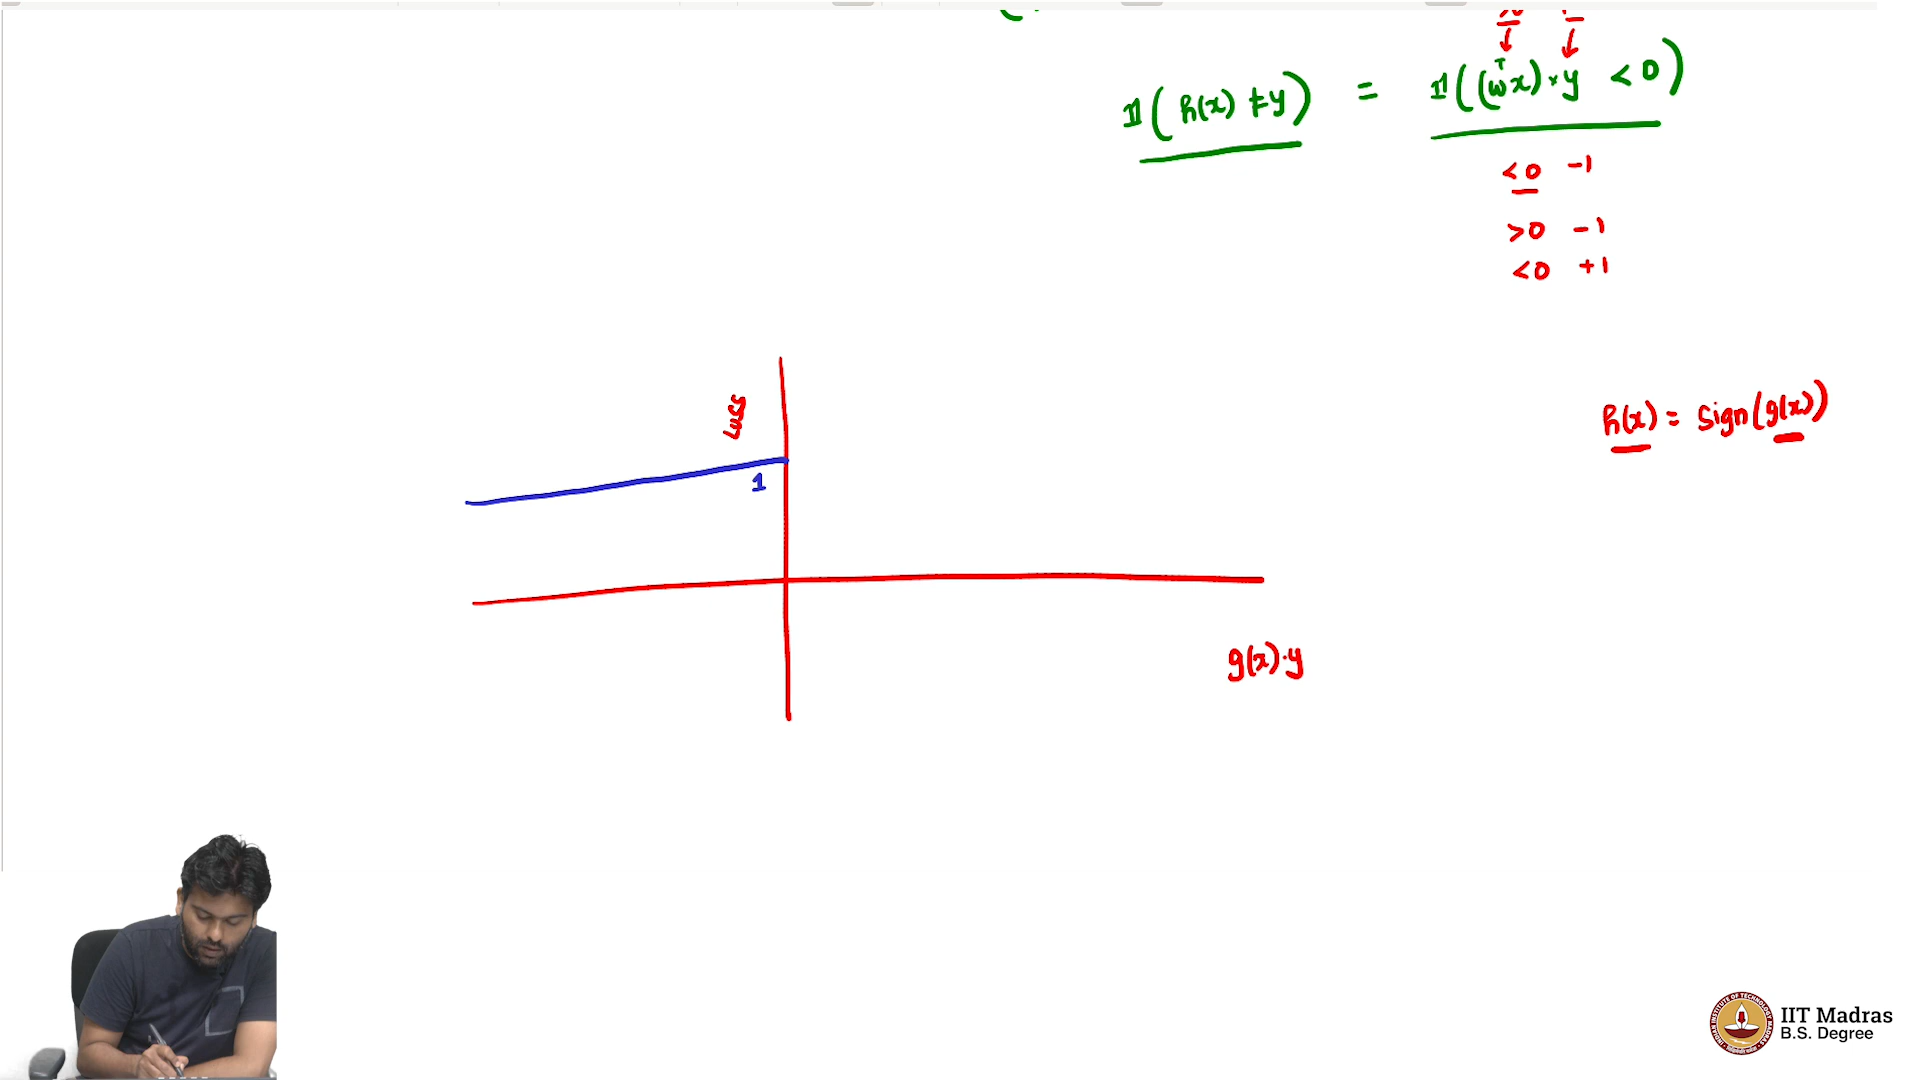 𝟙( h(x) ≠ y) = 𝟙((wᵀx)·y < 0)
<0 -1
>0 -1
<0 +1
Loss
h(x) = Sign(g(x))
1
g(x)·y
IIT Madras
B.S. Degree